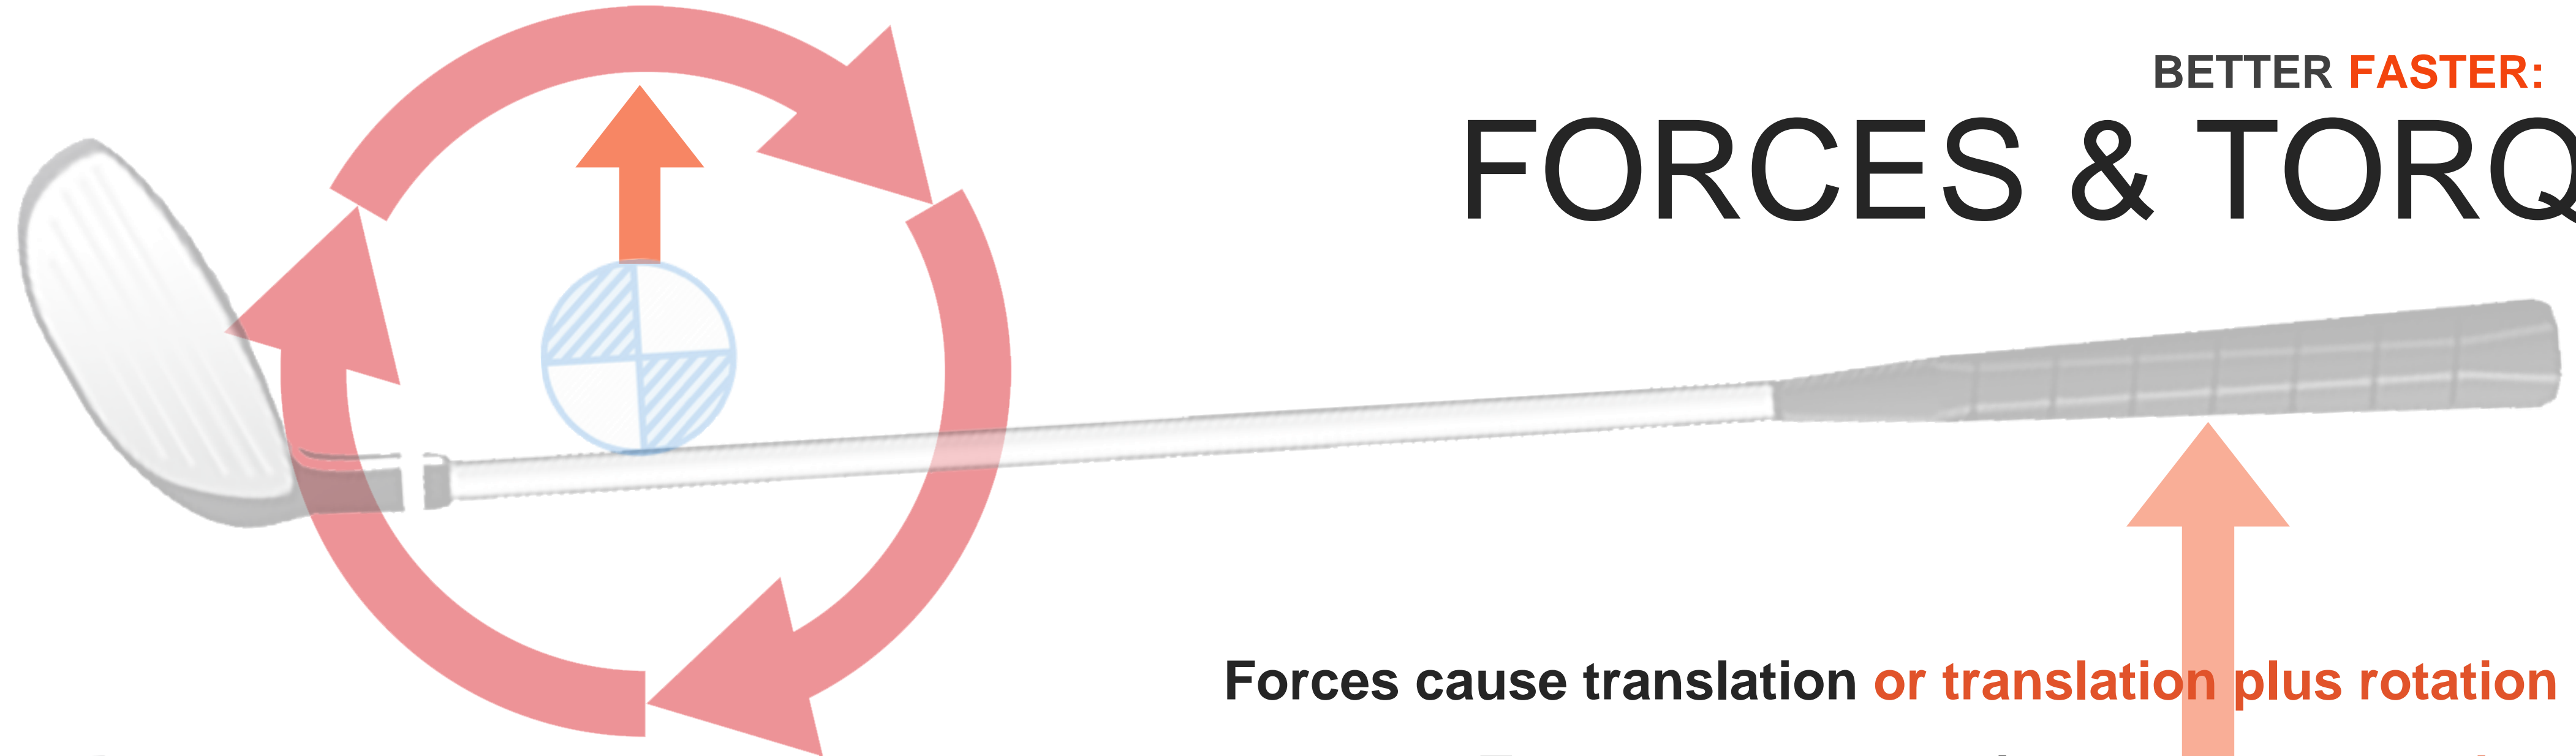 BETTER FASTER:
FORCES & TORQ
Forces cause translation or translation plus rotation